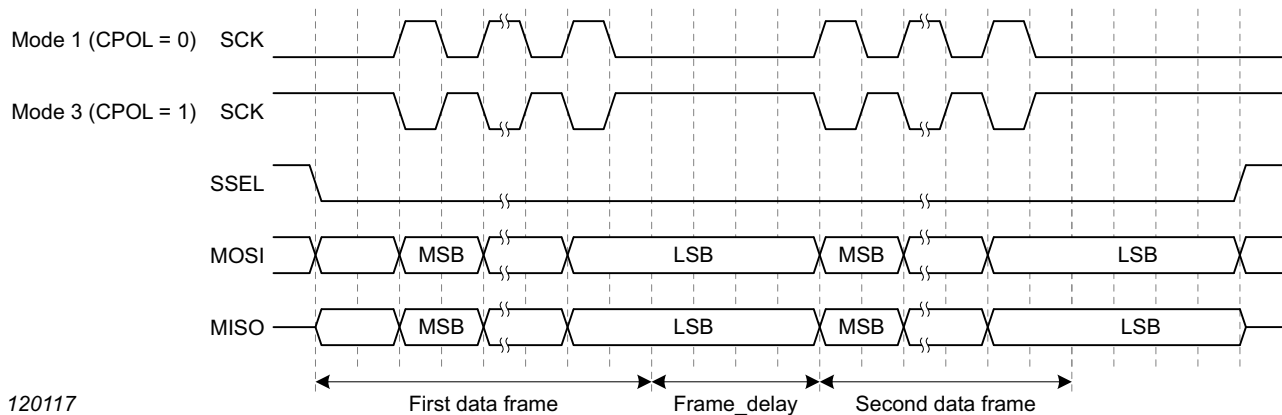 Mode 1 (CPOL = 0) SCK
Mode 3 (CPOL = 1) SCK
SSEL
MOSI MSB LSB MSB LSB
MISO MSB LSB MSB LSB
120117 First data frame Frame_delay Second data frame